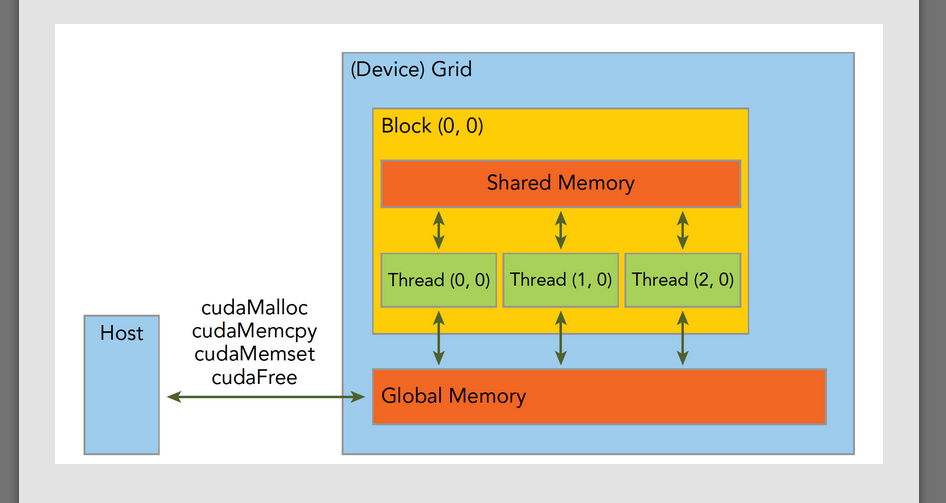 (Device) Grid
Block (0, 0)
Shared Memory
Thread (0, 0)
Thread (1, 0)
Thread (2, 0)
cudaMalloc
cudaMemcpy
cudaMemset
cudaFree
Host
Global Memory